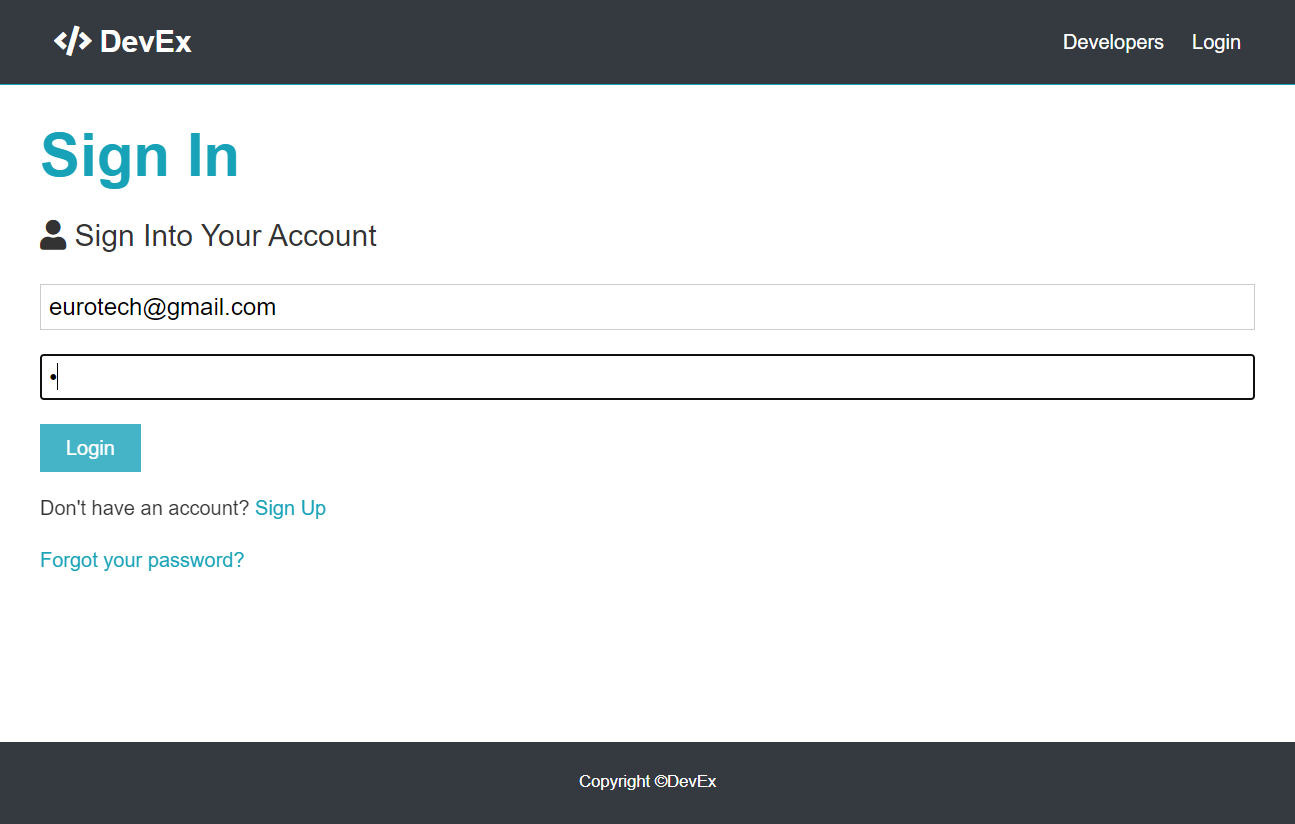 DevEx
Developers Login
Sign In
Sign Into Your Account
eurotech@gmail.com
•
Login
Don't have an account? Sign Up
Forgot your password?
Copyright ©DevEx